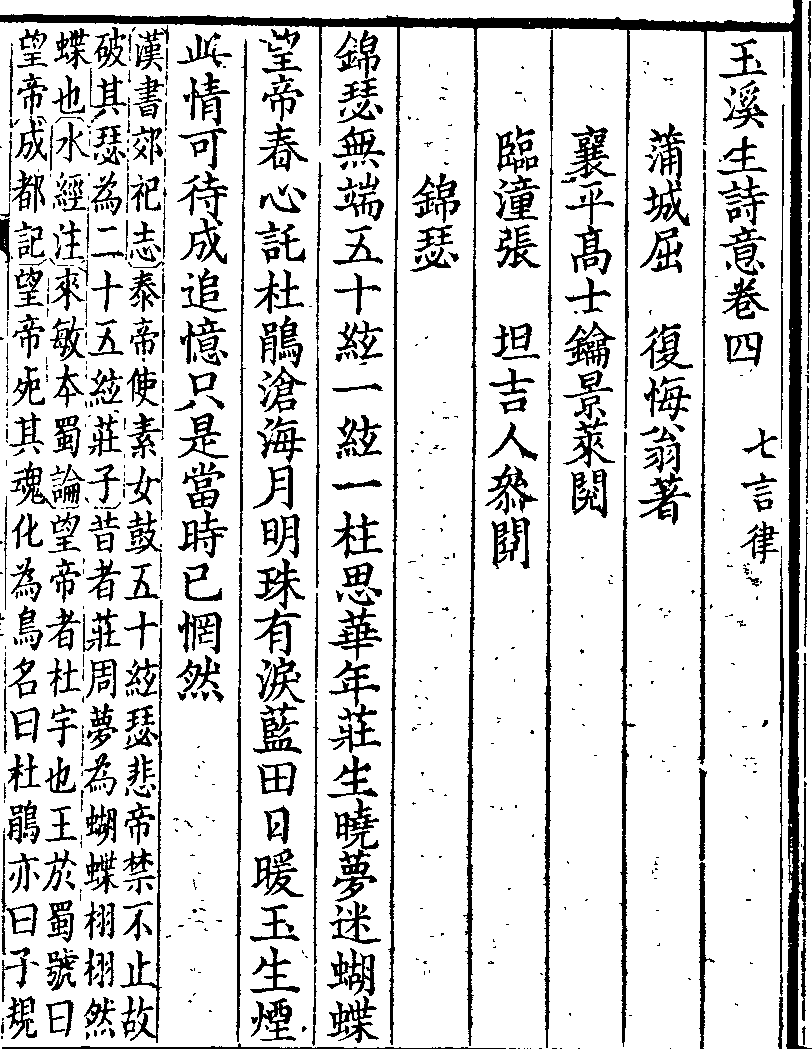 玉溪生詩意卷四　七言律
蒲城屈　復悔翁著
襄平高士鑰景萊閱
臨潼張　坦吉人叅閱
錦瑟
錦瑟無端五十絃一絃一柱思華年莊生曉夢迷蝴蝶
望帝春心託杜鵑滄海月明珠有淚藍田日暖玉生煙
此情可待成追憶只是當時已惘然
漢書郊祀志泰帝使素女鼓五十絃瑟悲帝禁不止故
破其瑟為二十五絃莊子昔者莊周夢為蝴蝶栩栩然
蝶也水經注來敏本蜀論望帝者杜宇也王於蜀號曰
望帝成都記望帝死其魂化為鳥名曰杜鵑亦曰子規